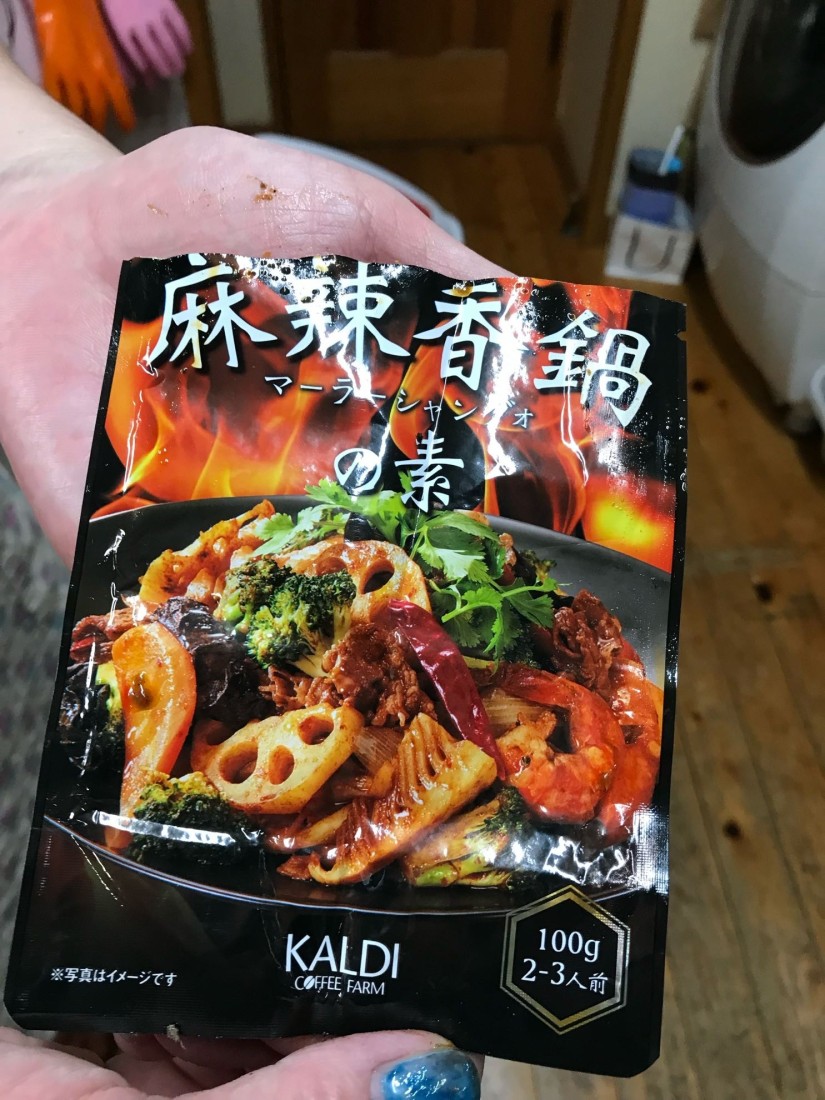 麻辣香鍋
マーラーシャングオ
の素
KALDI
COFFEE FARM
※写真はイメージです
100g
2-3人前